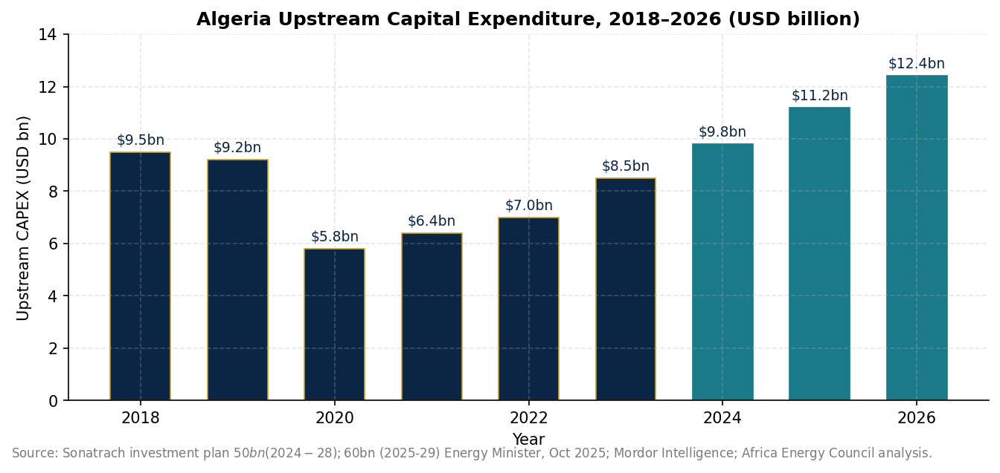 Algeria Upstream Capital Expenditure, 2018–2026 (USD billion)
14
12
10
8
6
4
2
0
Upstream CAPEX (USD bn)
$9.5bn
$9.2bn
$5.8bn
$6.4bn
$7.0bn
$8.5bn
$9.8bn
$11.2bn
$12.4bn
2018
2020
2022
2024
2026
Year
Source: Sonatrach investment plan 50bn(2024 − 28); 60bn (2025-29) Energy Minister, Oct 2025; Mordor Intelligence; Africa Energy Council analysis.